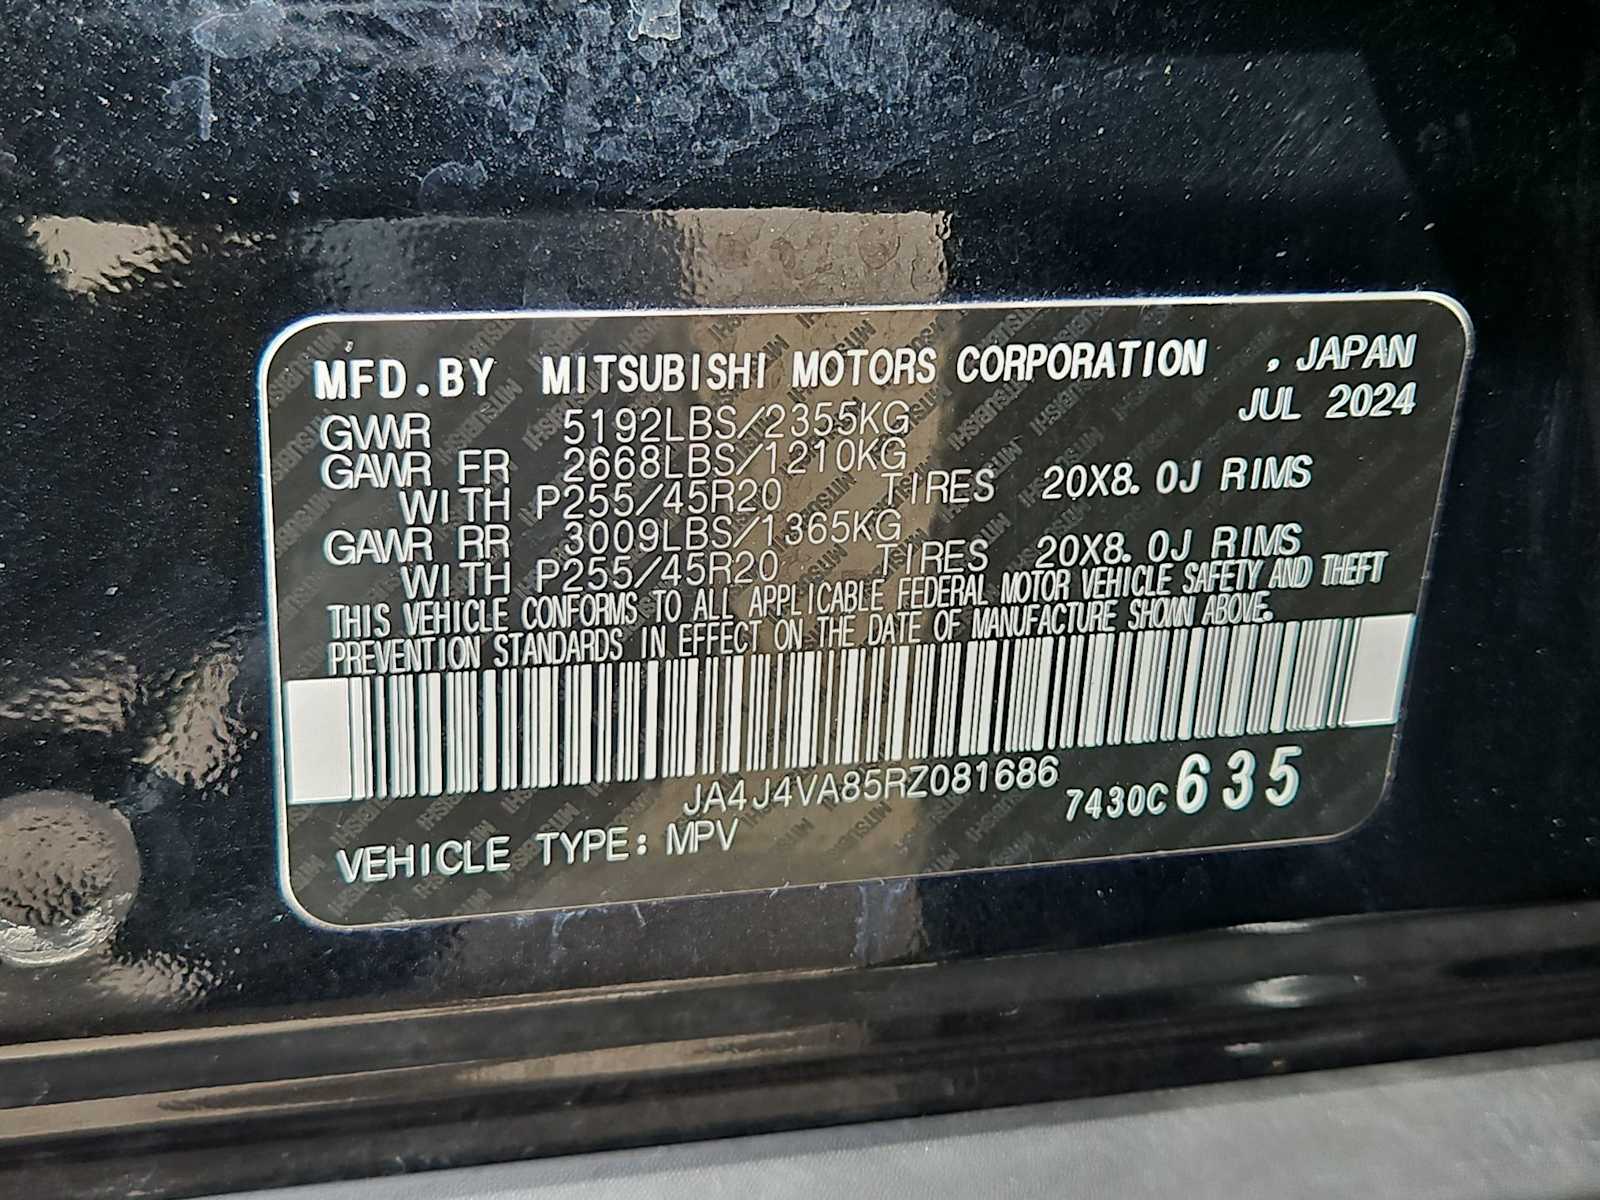 MFD.BY MITSUBISHI MOTORS CORPORATION , JAPAN
JUL 2024
GVWR 5192LBS/2355KG
GAWR FR 2668LBS/1210KG
WITH P255/45R20 TIRES 20X8.0J RIMS
GAWR RR 3009LBS/1365KG
WITH P255/45R20 TIRES 20X8.0J RIMS
THIS VEHICLE CONFORMS TO ALL APPLICABLE FEDERAL MOTOR VEHICLE SAFETY AND THEFT
PREVENTION STANDARDS IN EFFECT ON THE DATE OF MANUFACTURE SHOWN ABOVE.
JA4J4VA85RZ081686 7430C 635
VEHICLE TYPE: MPV